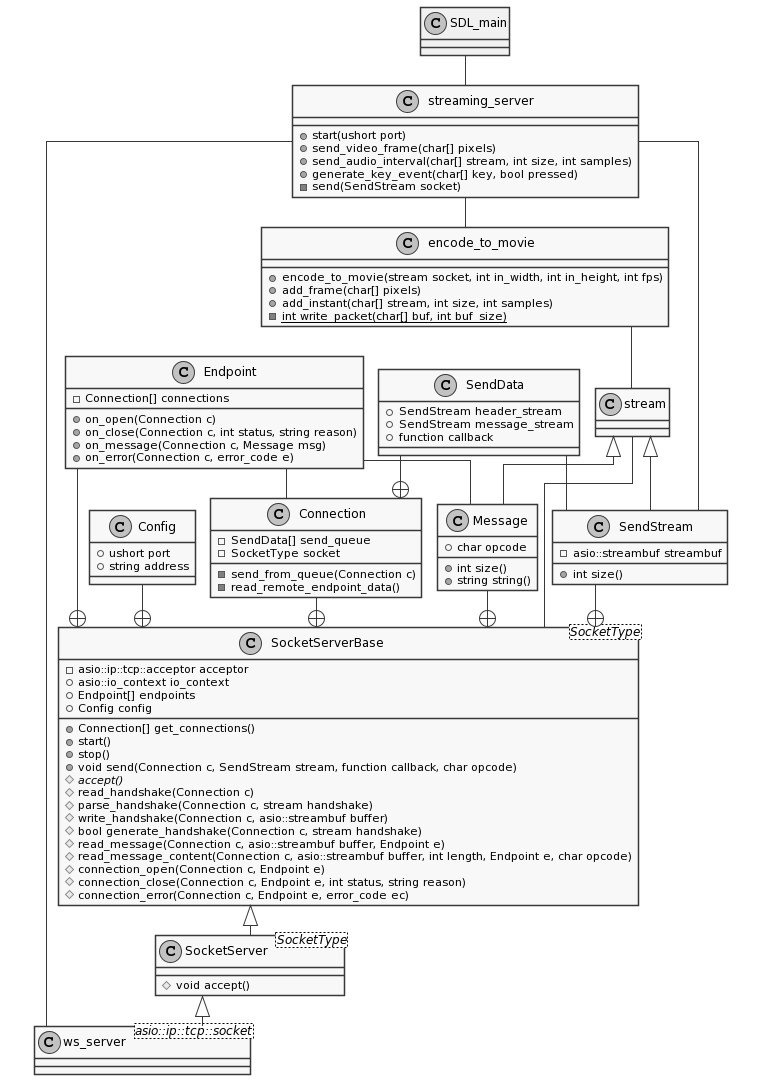 C SDL_main
C streaming_server
start(ushort port)
send_video_frame(char[] pixels)
send_audio_interval(char[] stream, int size, int samples)
generate_key_event(char[] key, bool pressed)
send(SendStream socket)
C encode_to_movie
encode_to_movie(stream socket, int in_width, int in_height, int fps)
add_frame(char[] pixels)
add_instant(char[] stream, int size, int samples)
int write_packet(char[] buf, int buf_size)
C Endpoint
Connection[] connections
on_open(Connection c)
on_close(Connection c, int status, string reason)
on_message(Connection c, Message msg)
on_error(Connection c, error_code e)
C SendData
SendStream header_stream
SendStream message_stream
function callback
C stream
C Config
ushort port
string address
C Connection
SendData[] send_queue
SocketType socket
send_from_queue(Connection c)
read_remote_endpoint_data()
C Message
char opcode
int size()
string string()
C SendStream
asio::streambuf streambuf
int size()
C SocketServerBase
SocketType
asio::ip::tcp::acceptor acceptor
asio::io_context io_context
Endpoint[] endpoints
Config config
Connection[] get_connections()
start()
stop()
void send(Connection c, SendStream stream, function callback, char opcode)
accept()
read_handshake(Connection c)
parse_handshake(Connection c, stream handshake)
write_handshake(Connection c, asio::streambuf buffer)
bool generate_handshake(Connection c, stream handshake)
read_message(Connection c, asio::streambuf buffer, Endpoint e)
read_message_content(Connection c, asio::streambuf buffer, int length, Endpoint e, char opcode)
connection_open(Connection c, Endpoint e)
connection_close(Connection c, Endpoint e, int status, string reason)
connection_error(Connection c, Endpoint e, error_code ec)
C SocketServer
SocketType
void accept()
C ws_server
asio::ip::tcp::socket